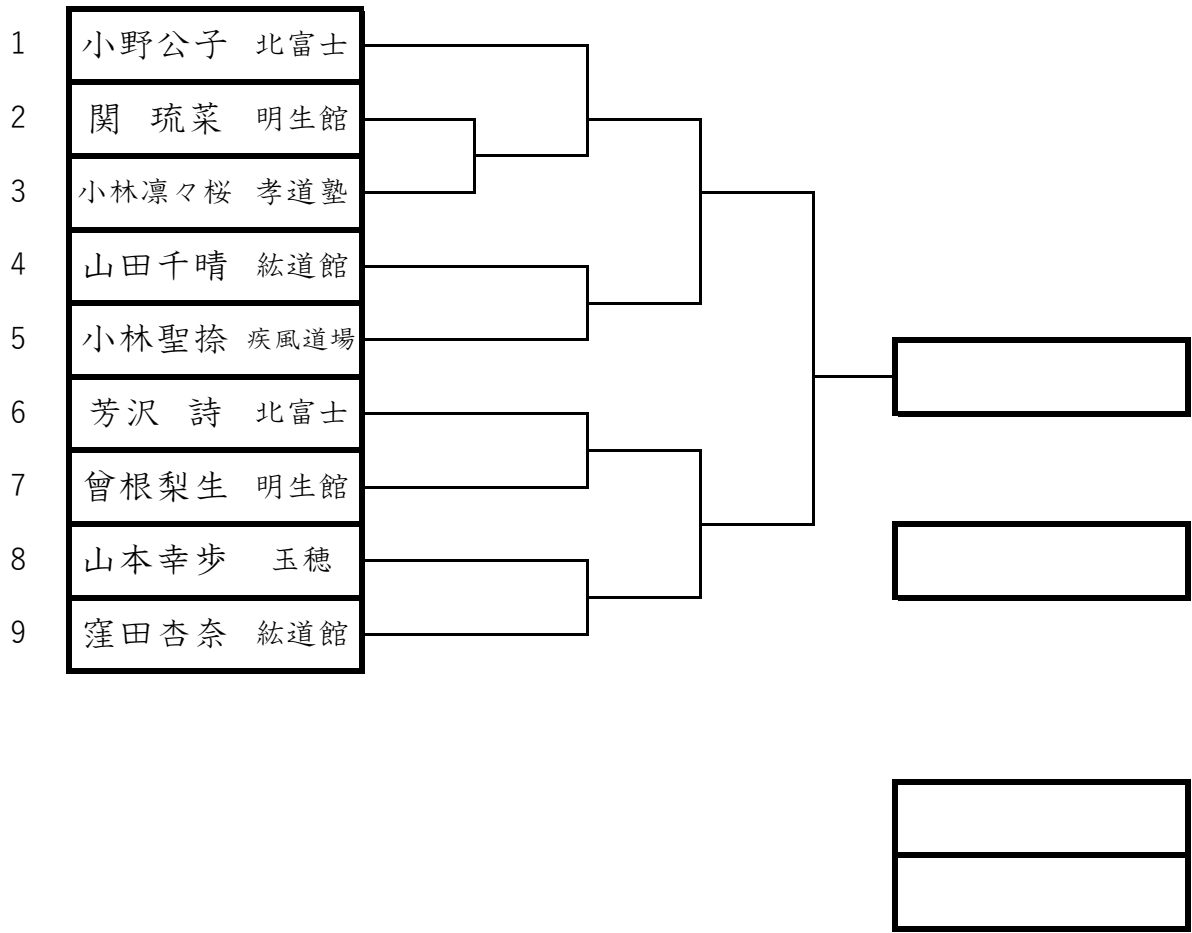 1 小野公子 北富士
2 関 琉菜 明生館
3 小林凛々桜 孝道塾
4 山田千晴 紘道館
5 小林聖捺 疾風道場
6 芳沢 詩 北富士
7 曾根梨生 明生館
8 山本幸歩 玉穂
9 窪田杏奈 紘道館